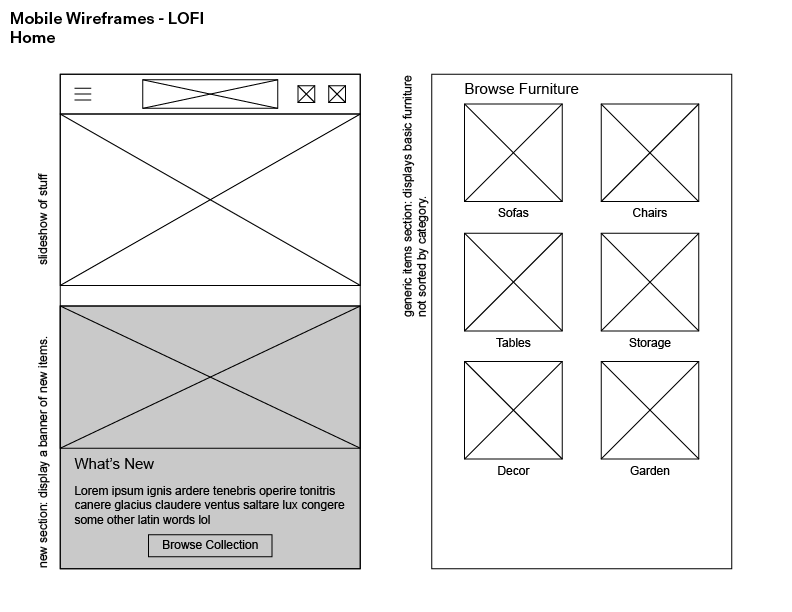 Mobile Wireframes - LOFI
Home
slideshow of stuff
new section: display a banner of new items.
What's New
Lorem ipsum ignis ardere tenebris operire tonitris
canere glacius claudere ventus saltare lux congere
some other latin words lol
Browse Collection
generic items section: displays basic furniture
not sorted by category.
Browse Furniture
Sofas
Chairs
Tables
Storage
Decor
Garden